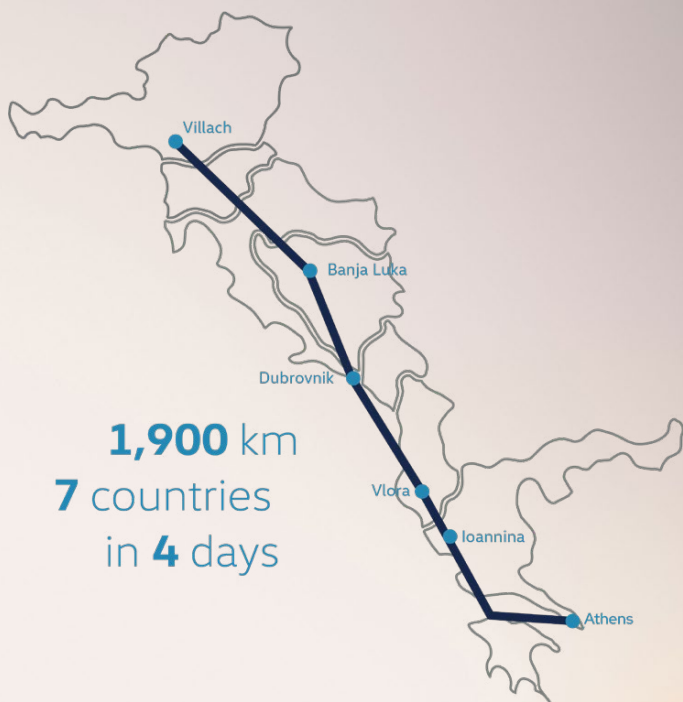 Villach
Banja Luka
Dubrovnik
1,900 km
7 countries
in 4 days
Vlora
Ioannina
Athens